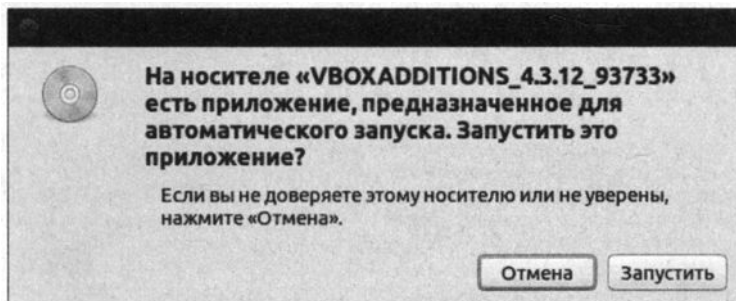 На носителе «VBOXADDITIONS_4.3.12_93733»
есть приложение, предназначенное для
автоматического запуска. Запустить это
приложение?
Если вы не доверяете этому носителю или не уверены,
нажмите «Отмена».
Отмена Запустить